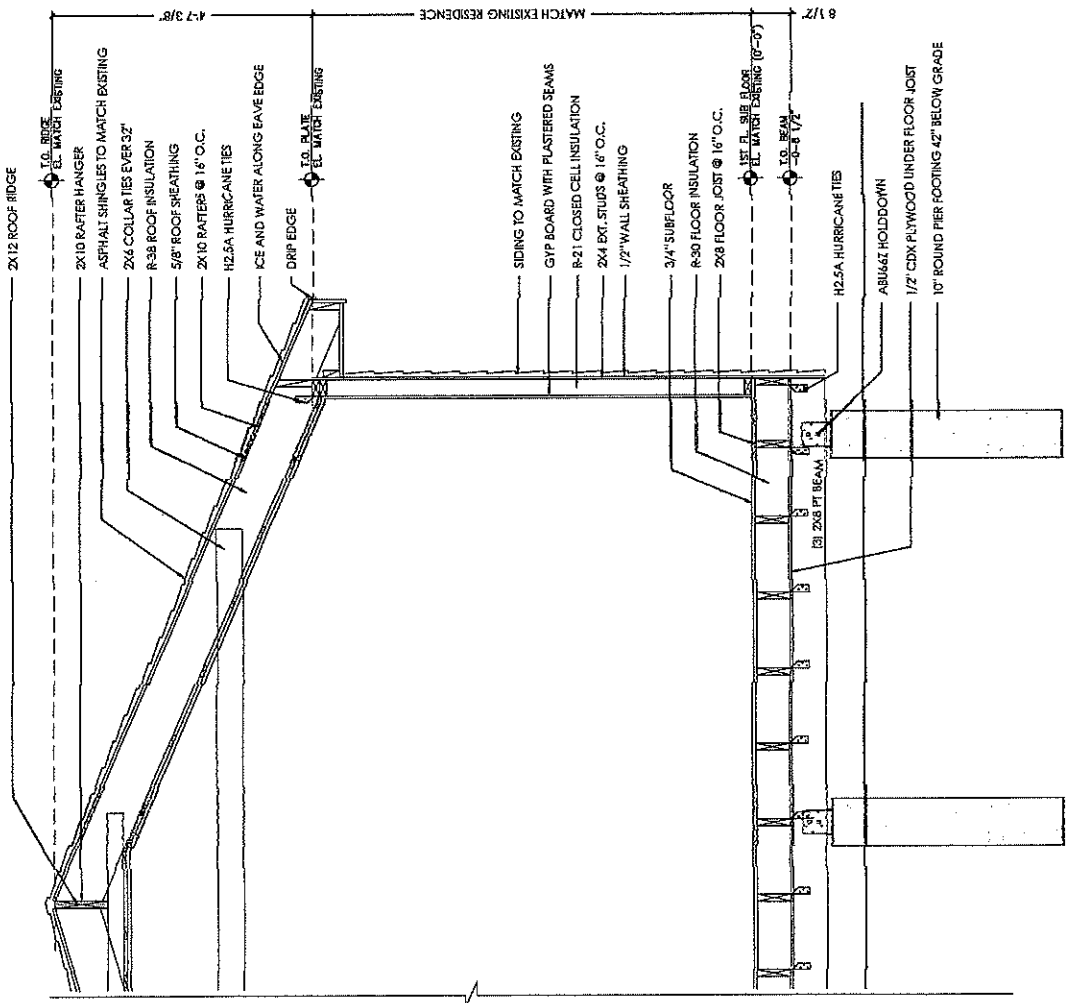 2X12 ROOF RIDGE
2X10 RAFTER HANGER
ASPHALT SHINGLES TO MATCH EXISTING
2X6 COLLAR TIES EVER 32"
R-38 ROOF INSULATION
5/8" ROOF SHEATHING
2X10 RAFTERS @ 16" O.C.
H2.5A HURRICANE TIES
ICE AND WATER ALONG EAVE EDGE
DRIP EDGE
SIDING TO MATCH EXISTING
GYP BOARD WITH PLASTERED SEAMS
R-21 CLOSED CELL INSULATION
2X4 EXT. STUDS @ 16" O.C.
1/2" WALL SHEATHING
3/4" SUBFLOOR
R-30 FLOOR INSULATION
2X8 FLOOR JOIST @ 16" O.C.
H2.5A HURRICANE TIES
ABU66Z HOLDDOWN
1/2" CDX PLYWOOD UNDER FLOOR JOIST
10" ROUND PIER FOOTING 42" BELOW GRADE
(3) 2X8 PT BEAM
T.O. RIDGE
EL. MATCH EXISTING
T.O. PLATE
EL. MATCH EXISTING
1ST FL. SUB FLOOR
EL. MATCH EXISTING (0'-0")
T.O. BEAM
-0'-8 1/2"
4'-7 3/8"
MATCH EXISTING RESIDENCE
8 1/2"